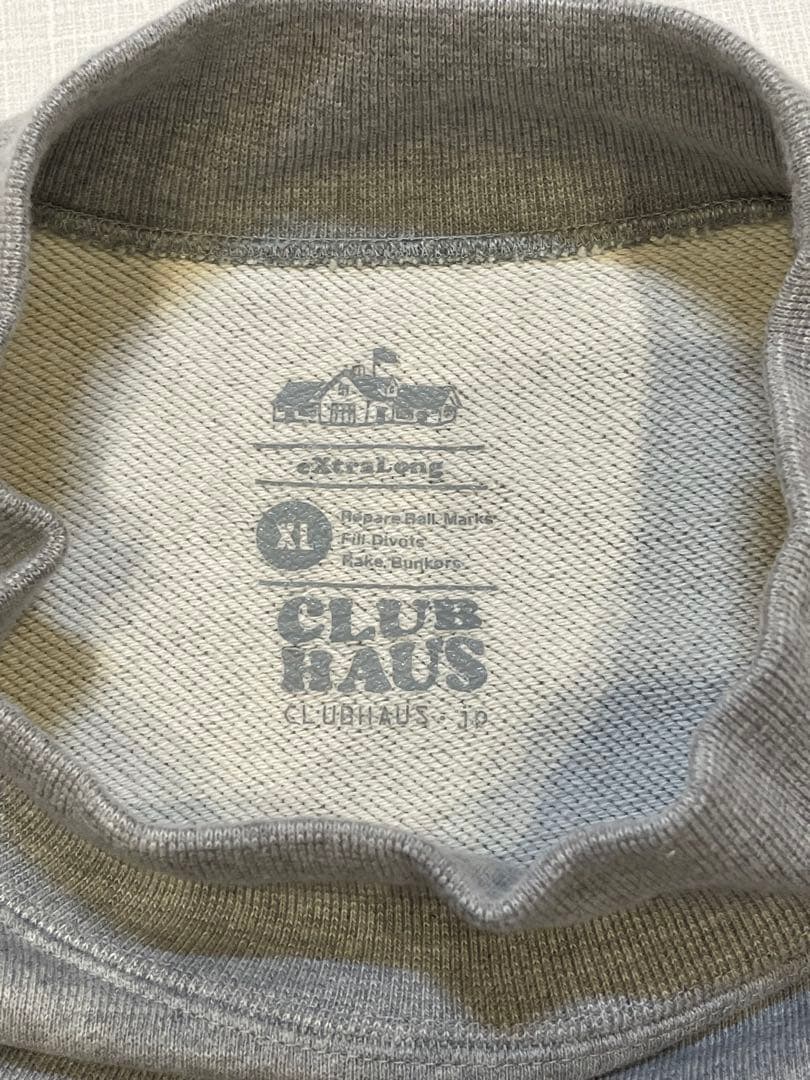 eXtraLong
XL
Repare.Ball.Marks
Fill.Divots
Rake.Bunkers.
CLUB
HAUS
CLUBHAUS.jp